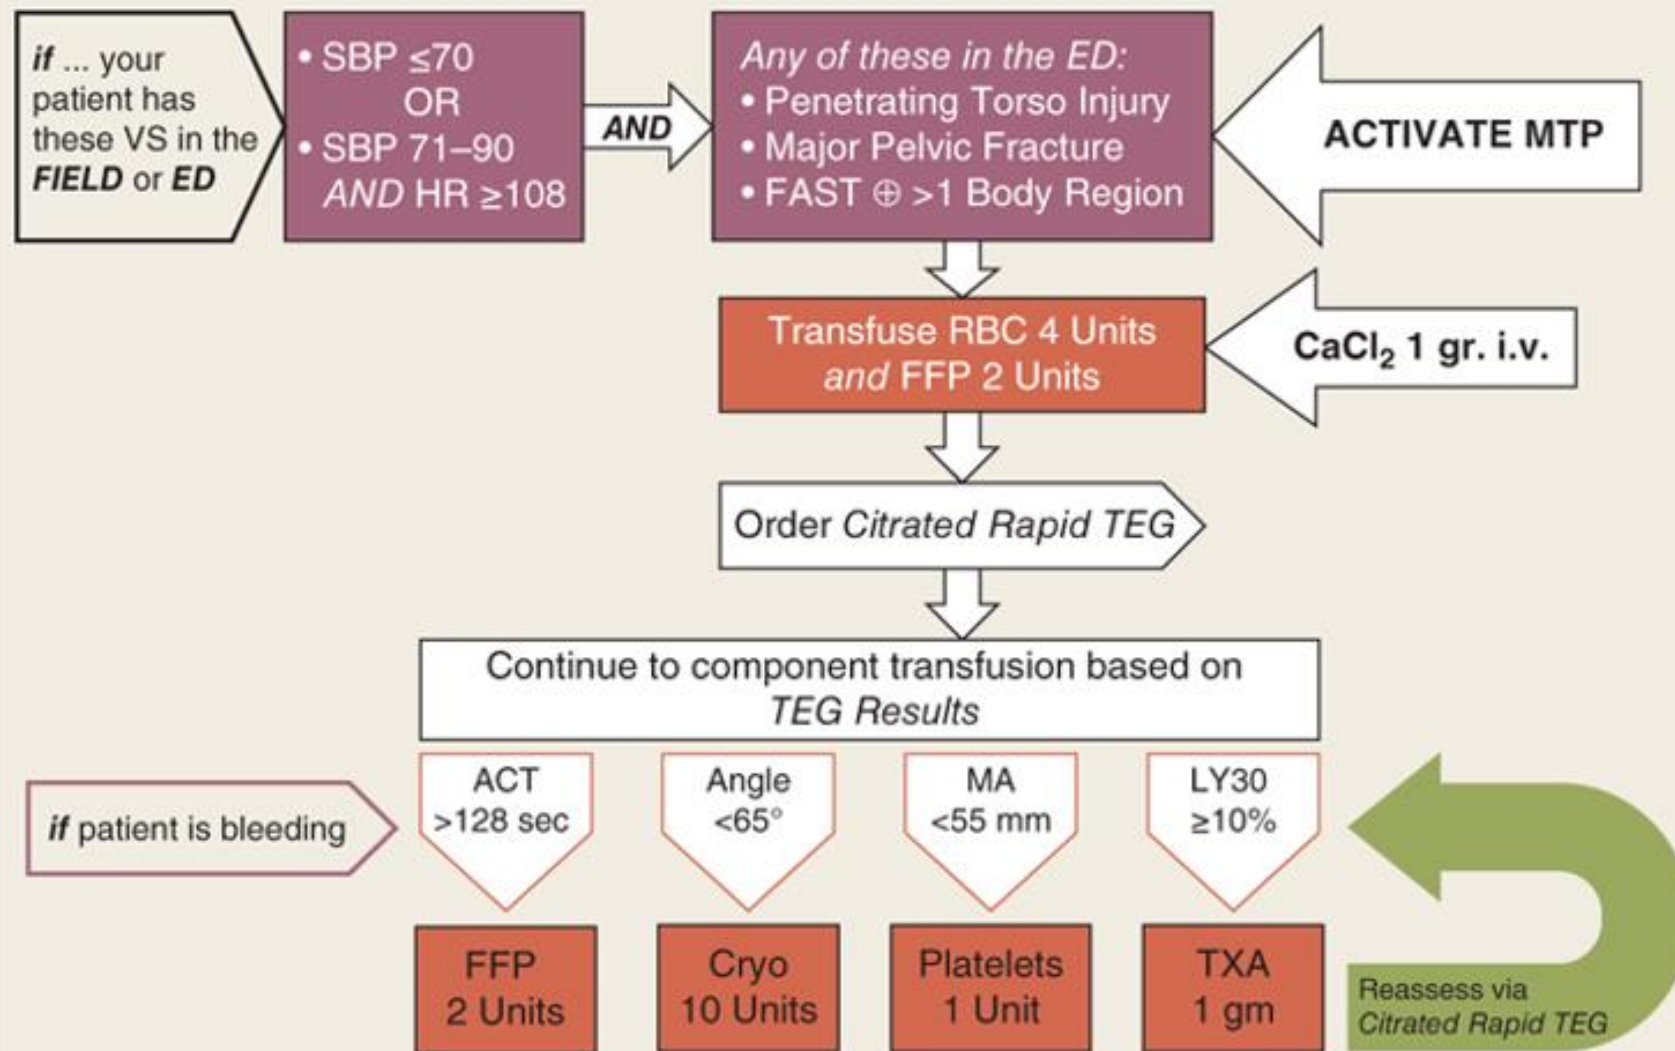 if ... your
patient has
these VS in the
FIELD or ED
• SBP ≤70
OR
• SBP 71–90
AND HR ≥108
AND
Any of these in the ED:
• Penetrating Torso Injury
• Major Pelvic Fracture
• FAST ⊕ >1 Body Region
ACTIVATE MTP
Transfuse RBC 4 Units
and FFP 2 Units
CaCl₂ 1 gr. i.v.
Order Citrated Rapid TEG
Continue to component transfusion based on
TEG Results
if patient is bleeding
ACT
>128 sec
Angle
<65°
MA
<55 mm
LY30
≥10%
FFP
2 Units
Cryo
10 Units
Platelets
1 Unit
TXA
1 gm
Reassess via
Citrated Rapid TEG